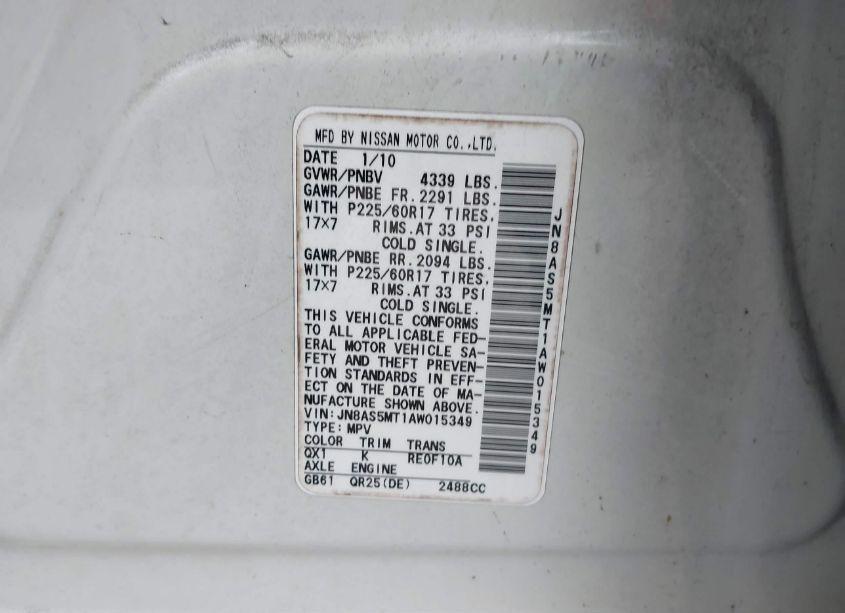 MFD BY NISSAN MOTOR CO.,LTD.
DATE 1/10
GVWR/PNBV 4339 LBS.
GAWR/PNBE FR.2291 LBS.
WITH P225/60R17 TIRES,
17X7 RIMS.AT 33 PSI
COLD SINGLE.
GAWR/PNBE RR.2094 LBS.
WITH P225/60R17 TIRES,
17X7 RIMS.AT 33 PSI
COLD SINGLE.
THIS VEHICLE CONFORMS
TO ALL APPLICABLE FED-
ERAL MOTOR VEHICLE SA-
FETY AND THEFT PREVEN-
TION STANDARDS IN EFF-
ECT ON THE DATE OF MA-
NUFACTURE SHOWN ABOVE.
VIN:JN8AS5MT1AW015349
TYPE:MPV
COLOR TRIM TRANS
QX1 K RE0F10A
AXLE ENGINE
GB61 QR25(DE) 2488CC
JN8AS5MT1AW015349